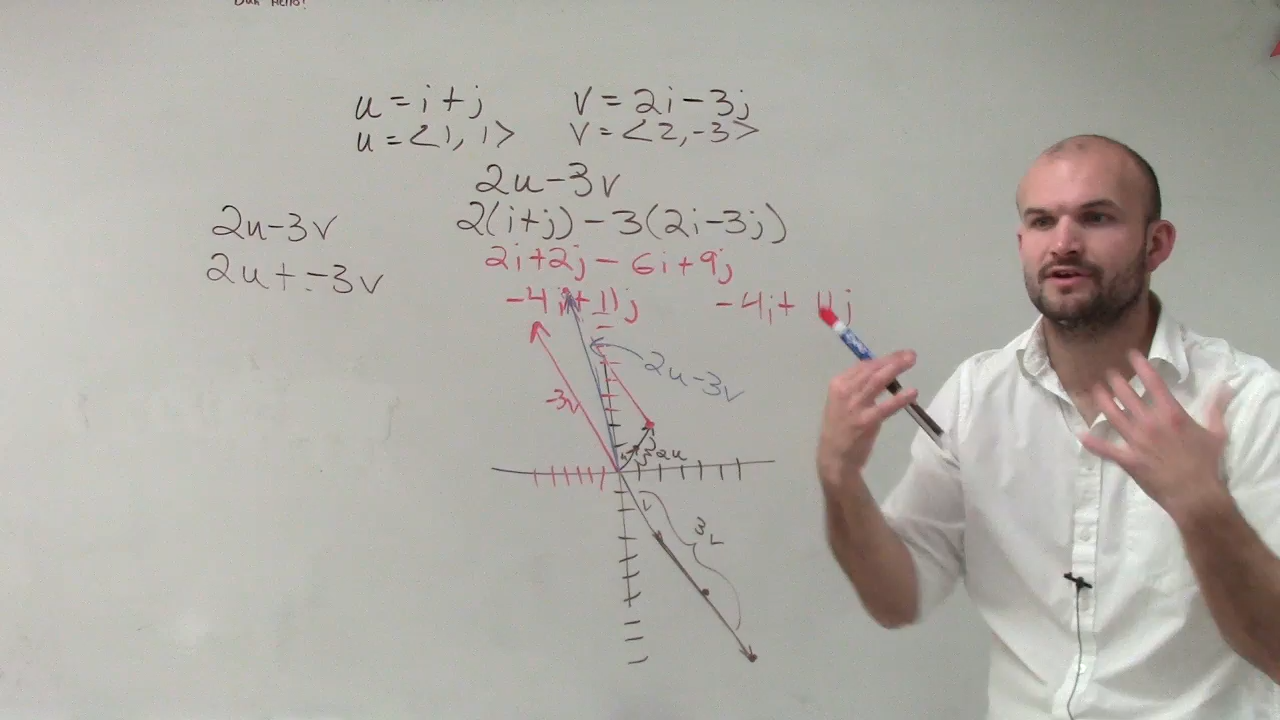 u = i + j    v = 2i - 3j
u = <1, 1>    v = <2, -3>
2u - 3v
2u - 3v    2(i+j) - 3(2i-3j)
2u + -3v    2i + 2j - 6i + 9j
-4i + 11j    -4i + 11j
2u - 3v
-3v
2u
3v